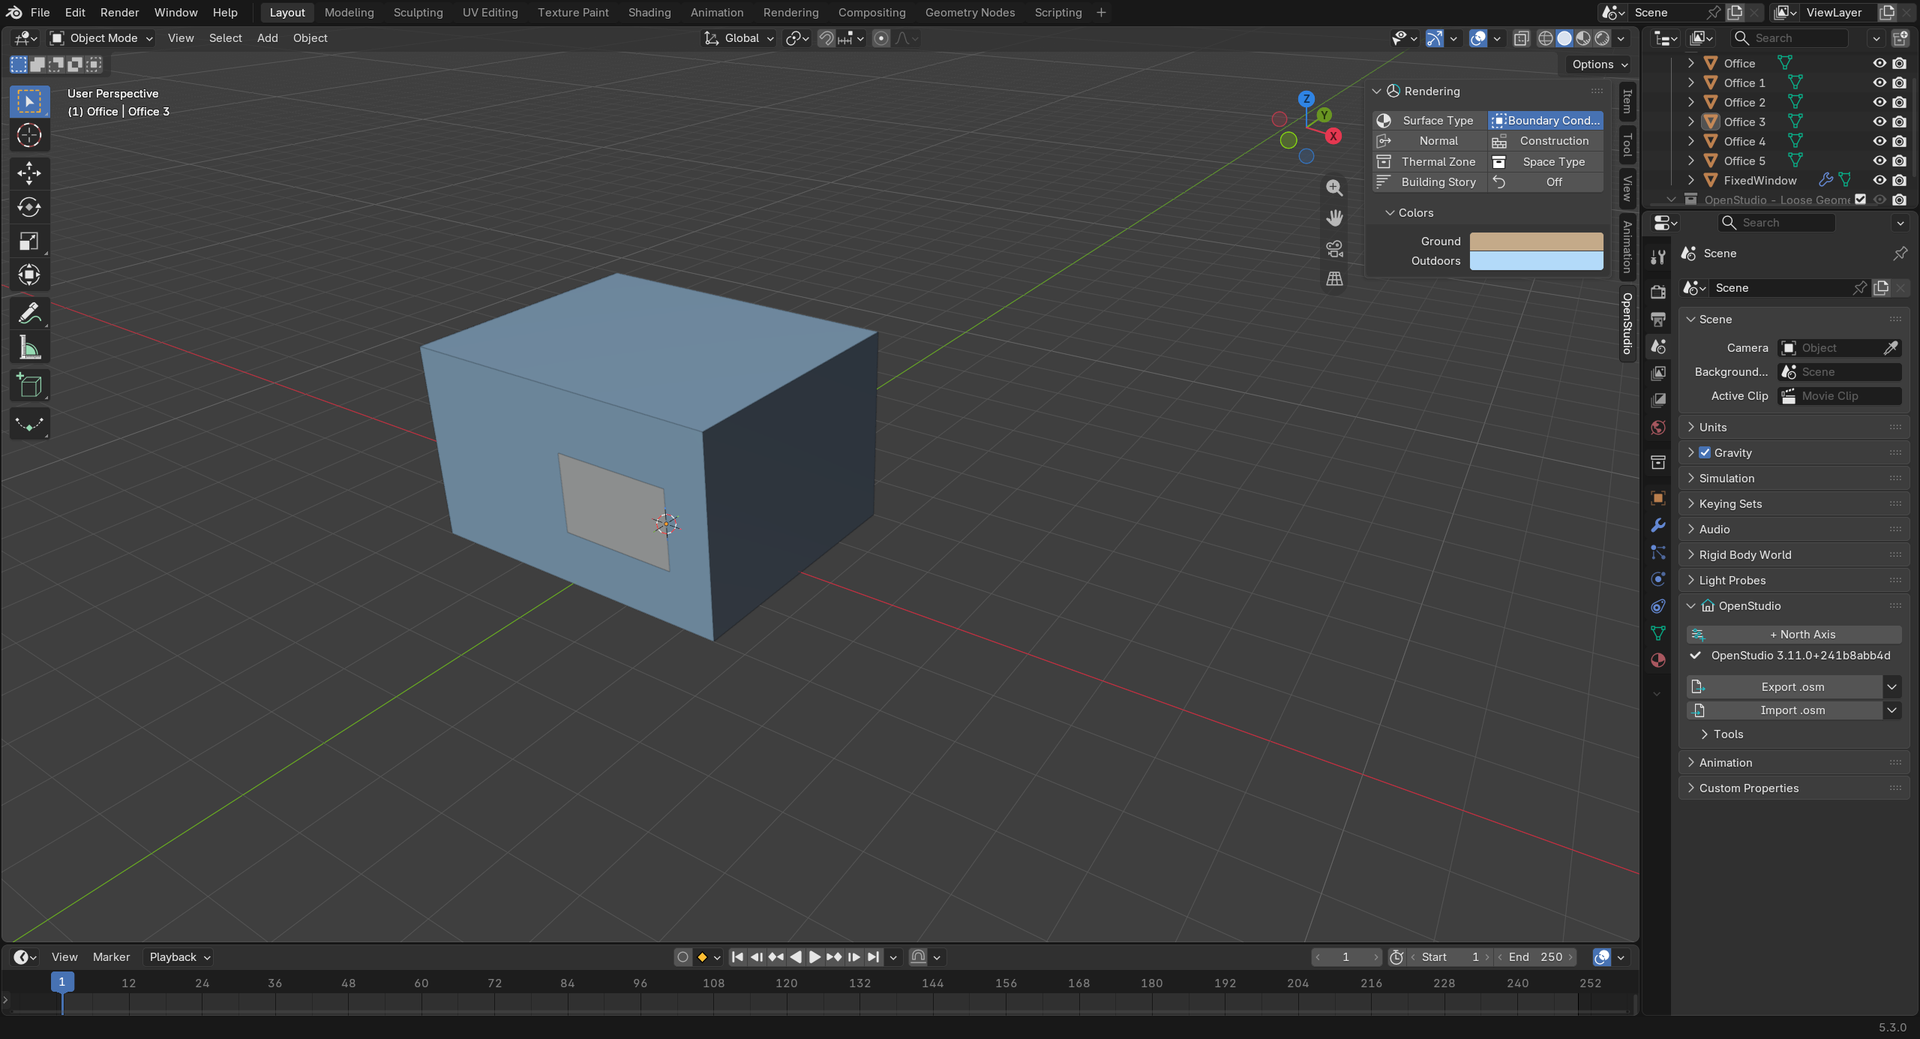 File Edit Render Window Help Layout Modeling Sculpting UV Editing Texture Paint Shading Animation Rendering Compositing Geometry Nodes Scripting + Scene ViewLayer
Object Mode View Select Add Object Global Search
Options
User Perspective
(1) Office | Office 3
Z
Y
X
Rendering
Surface Type Boundary Cond...
Normal Construction
Thermal Zone Space Type
Building Story Off
Colors
Ground
Outdoors
Item
Tool
View
Animation
OpenStudio
Office
Office 1
Office 2
Office 3
Office 4
Office 5
FixedWindow
OpenStudio - Loose Geome
Search
Scene
Scene
Scene
Camera Object
Background... Scene
Active Clip Movie Clip
Units
Gravity
Simulation
Keying Sets
Audio
Rigid Body World
Light Probes
OpenStudio
+ North Axis
OpenStudio 3.11.0+241b8abb4d
Export .osm
Import .osm
Tools
Animation
Custom Properties
View Marker Playback 1 Start 1 End 250
1 12 24 36 48 60 72 84 96 108 120 132 144 156 168 180 192 204 216 228 240 252
5.3.0